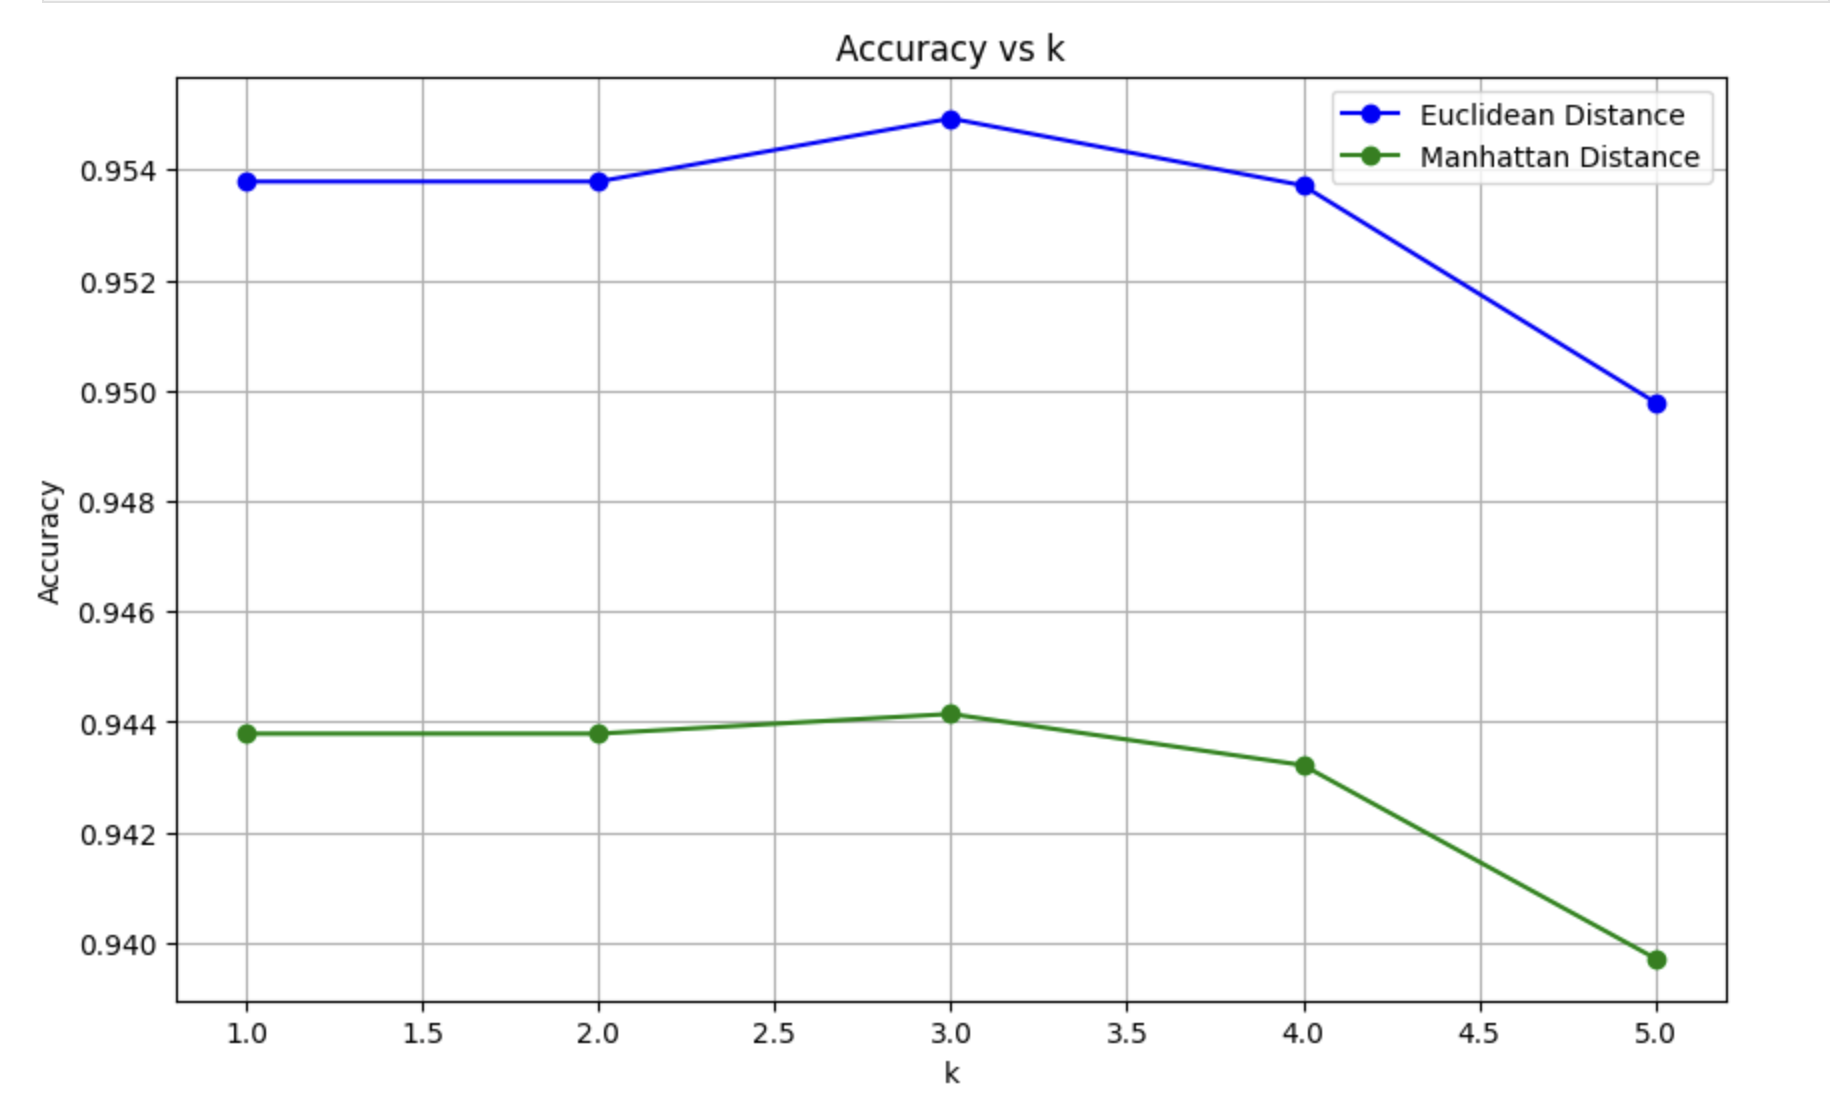 Accuracy vs k
Euclidean Distance
Manhattan Distance
0.954
0.952
0.950
0.948
0.946
0.944
0.942
0.940
Accuracy
1.0 1.5 2.0 2.5 3.0 3.5 4.0 4.5 5.0
k